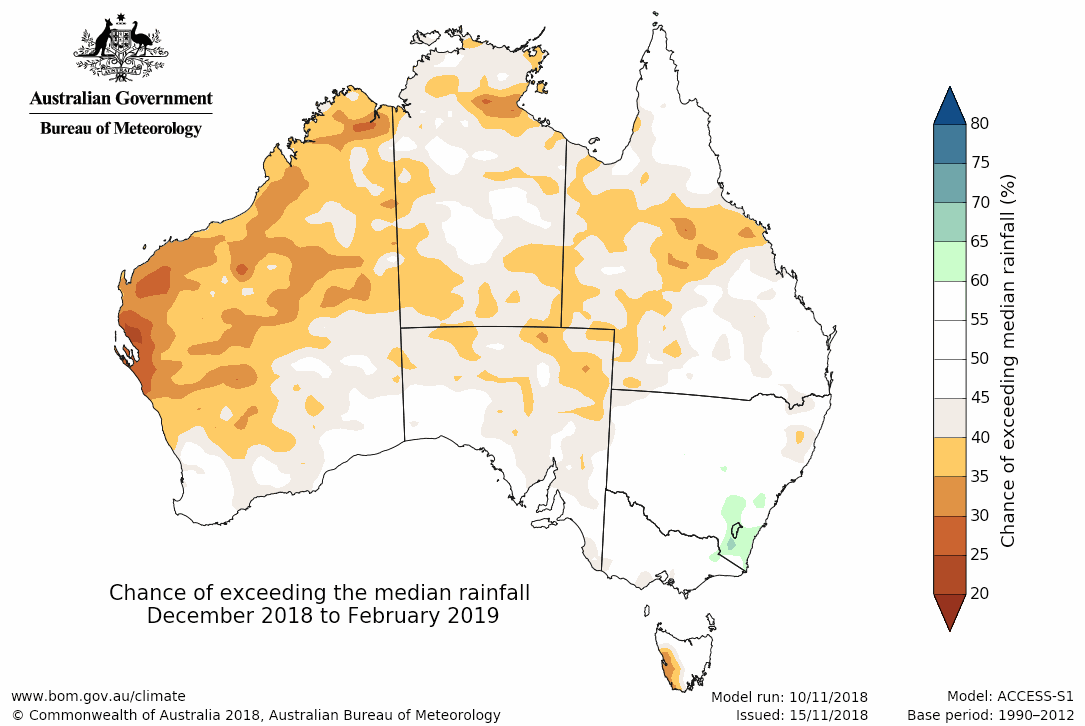 Australian Government
Bureau of Meteorology
80
75
70
65
60
55
50
45
40
35
30
25
20
Chance of exceeding median rainfall (%)
Chance of exceeding the median rainfall
December 2018 to February 2019
www.bom.gov.au/climate
© Commonwealth of Australia 2018, Australian Bureau of Meteorology
Model run: 10/11/2018
Issued: 15/11/2018
Model: ACCESS-S1
Base period: 1990–2012